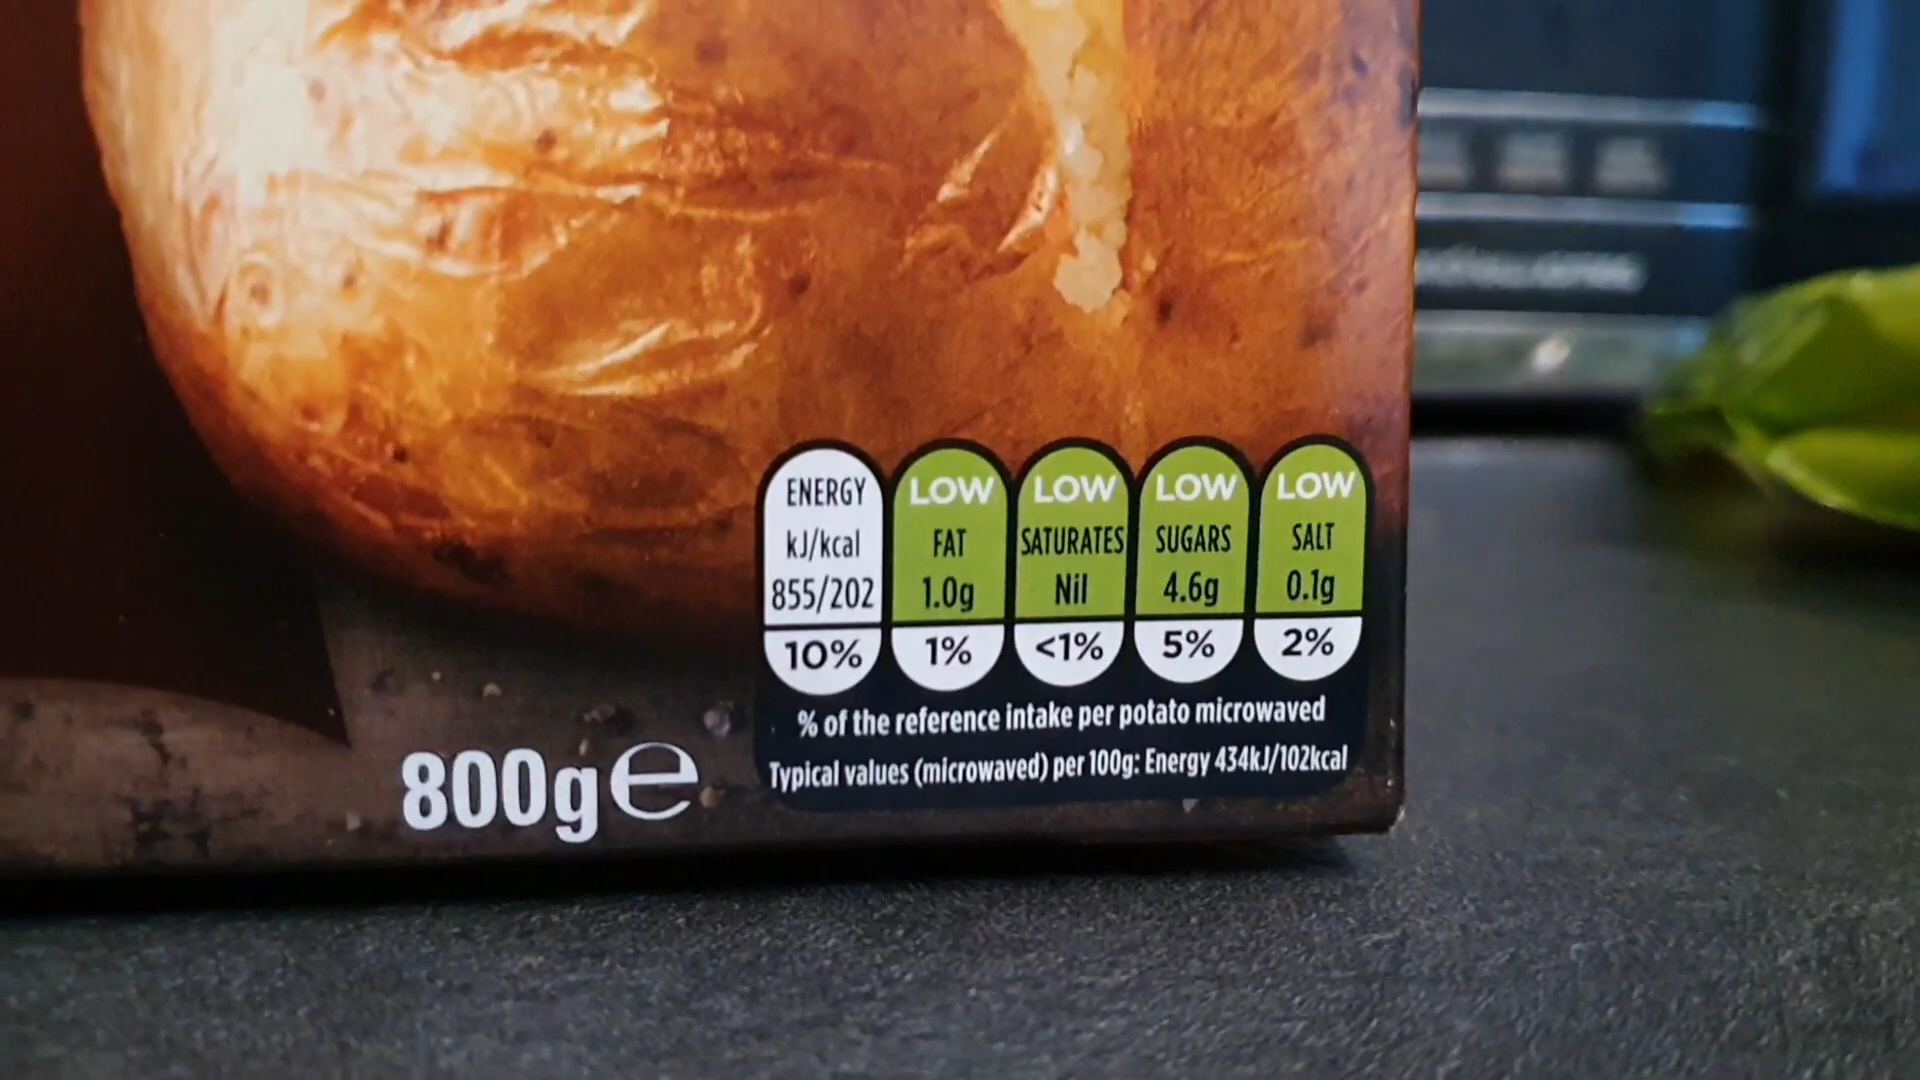 ENERGY LOW LOW LOW LOW
kJ/kcal FAT SATURATES SUGARS SALT
855/202 1.0g Nil 4.6g 0.1g
10% 1% <1% 5% 2%
% of the reference intake per potato microwaved
Typical values (microwaved) per 100g: Energy 434kJ/102kcal
800g℮